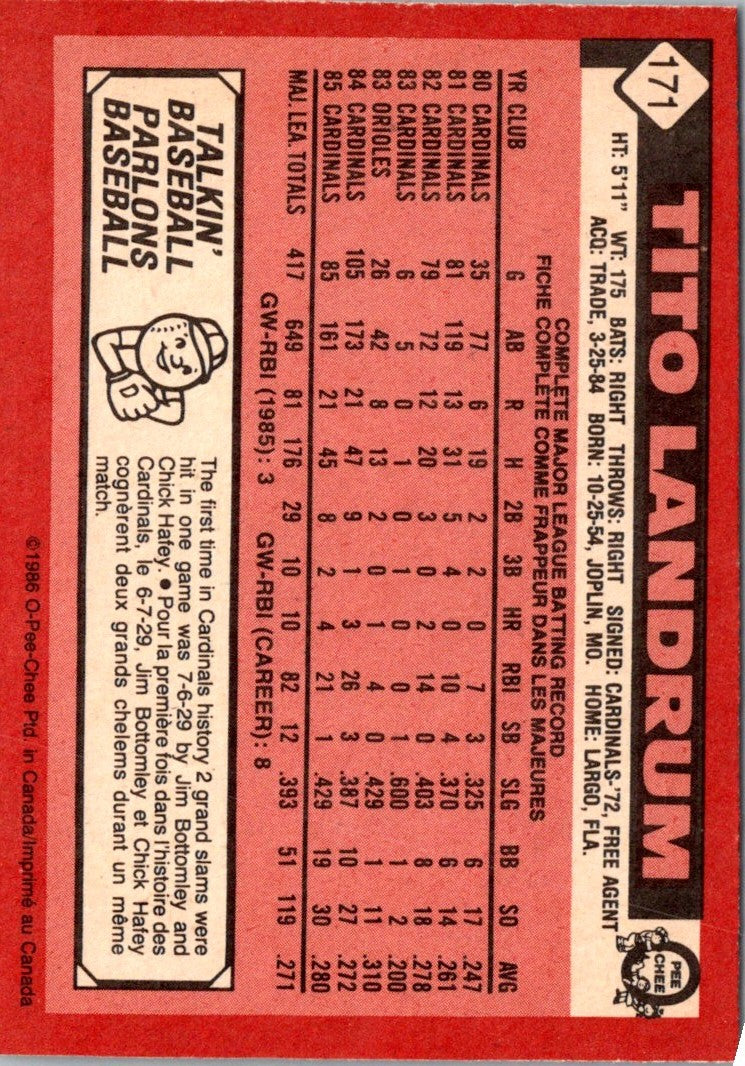 171
TITO LANDRUM
O PEE CHEE
HT: 5'11" WT: 175 BATS: RIGHT THROWS: RIGHT SIGNED: CARDINALS-'72, FREE AGENT
ACQ: TRADE, 3-25-84 BORN: 10-25-54, JOPLIN, MO. HOME: LARGO, FLA.
COMPLETE MAJOR LEAGUE BATTING RECORD
FICHE COMPLÈTE COMME FRAPPEUR DANS LES MAJEURES
YR CLUB G AB R H 2B 3B HR RBI SB SLG BB SO AVG
80 CARDINALS 35 77 6 19 2 2 0 7 3 .325 6 17 .247
81 CARDINALS 81 119 13 31 5 4 0 10 4 .370 6 14 .261
82 CARDINALS 79 72 12 20 3 0 2 14 0 .403 8 18 .278
83 CARDINALS 6 5 0 1 0 1 0 0 1 .600 1 2 .200
83 ORIOLES 26 42 8 13 2 0 1 4 0 .429 1 11 .310
84 CARDINALS 105 173 21 47 9 1 3 26 3 .387 10 27 .272
85 CARDINALS 85 161 21 45 8 2 4 21 1 .429 19 30 .280
MAJ. LEA. TOTALS 417 649 81 176 29 10 10 82 12 .393 51 119 .271
GW-RBI (1985): 3 GW-RBI (CAREER): 8
TALKIN'
BASEBALL
PARLONS
BASEBALL
The first time in Cardinals history 2 grand slams were
hit in one game was 7-6-29 by Jim Bottomley and
Chick Hafey. ● Pour la première fois dans l'histoire des
Cardinals, le 6-7-29, Jim Bottomley et Chick Hafey
cognèrent deux grands chelems durant un même
match.
©1986 O-Pee-Chee Ptd. in Canada/Imprimé au Canada